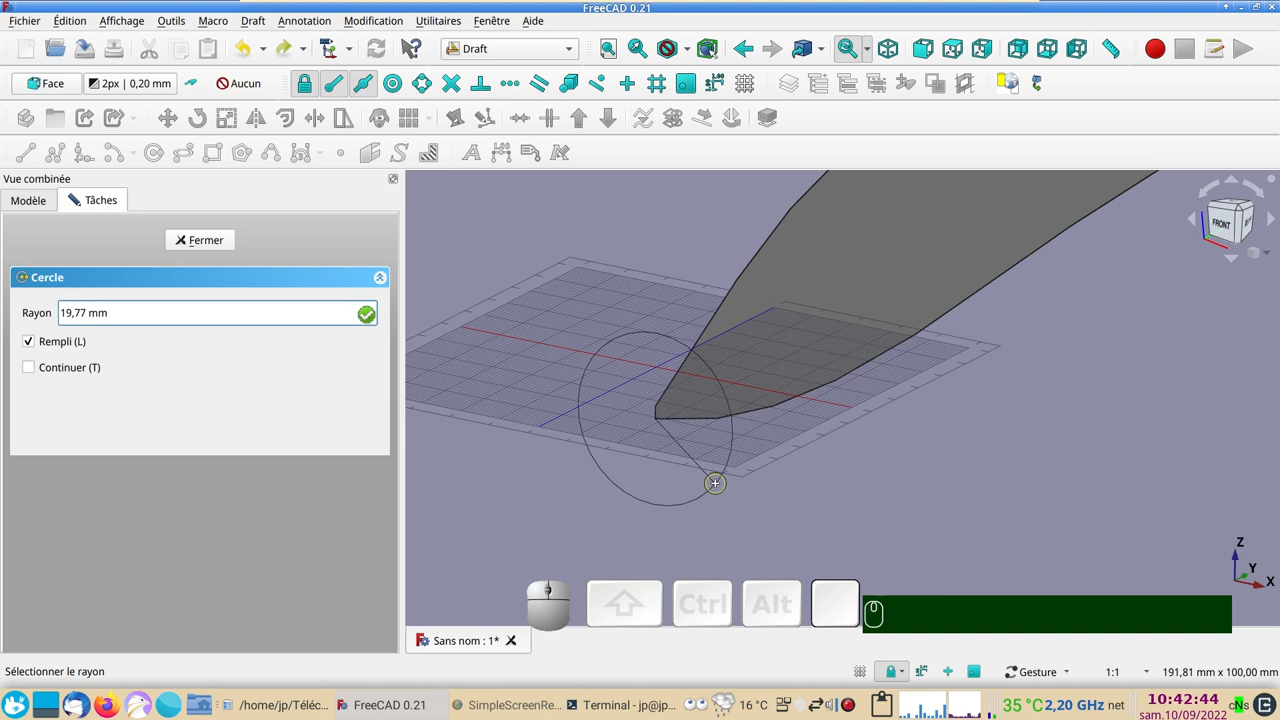 FreeCAD 0.21
Fichier Édition Affichage Outils Macro Draft Annotation Modification Utilitaires Fenêtre Aide
Draft
Face 2px | 0,20 mm Aucun
Vue combinée
Modèle Tâches
Fermer
Cercle
Rayon 19,77 mm
Rempli (L)
Continuer (T)
FRONT
Z
Y
X
Ctrl Alt
Sans nom : 1*
Sélectionner le rayon Gesture 1:1 191,81 mm x 100,00 mm
/home/jp/Téléc... FreeCAD 0.21 SimpleScreenRe... Terminal - jp@jp... 16 °C 35 °C 2,20 GHz net 10:42:44
sam.10/09/2022